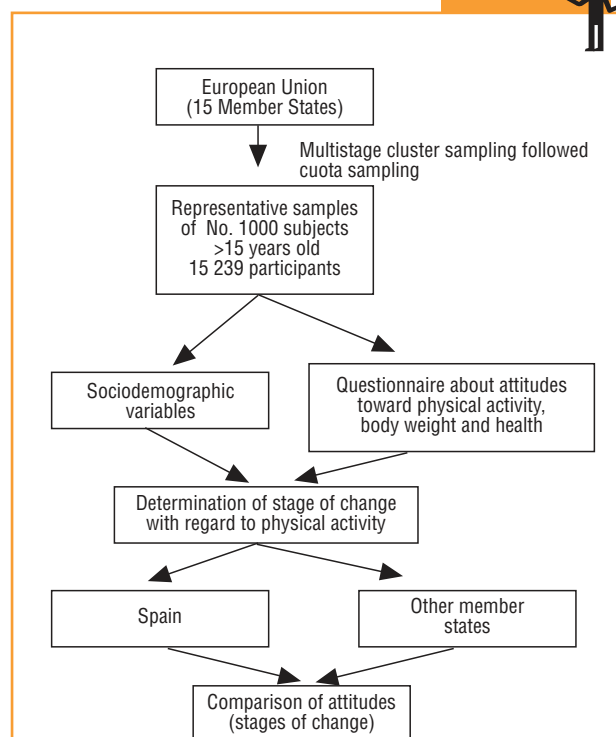 European Union
(15 Member States)
Multistage cluster sampling followed
cuota sampling
Representative samples
of No. 1000 subjects
>15 years old
15 239 participants
Sociodemographic
variables
Questionnaire about attitudes
toward physical activity,
body weight and health
Determination of stage of change
with regard to physical activity
Spain
Other member
states
Comparison of attitudes
(stages of change)